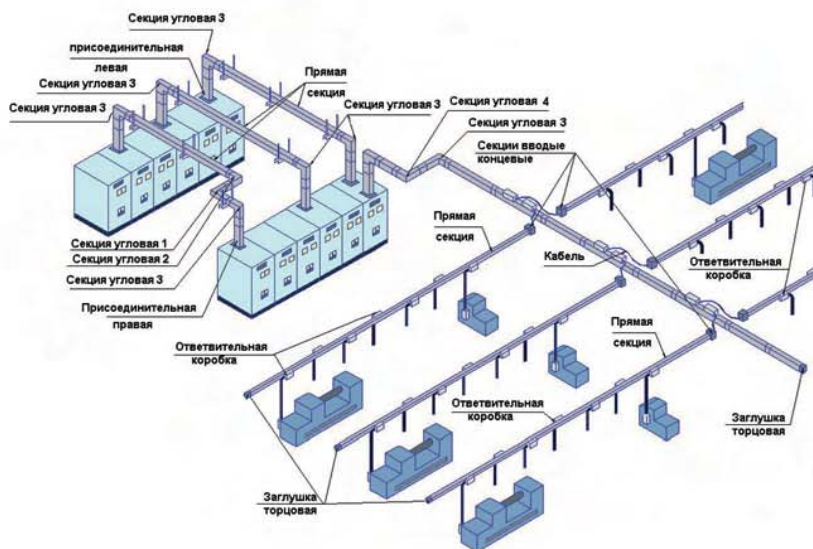 Секция угловая 3
присоединительная
левая
Секция угловая 3
Секция угловая 3
Прямая
секция
Секция угловая 3
Секция угловая 4
Секция угловая 3
Секции вводые
концевые
Прямая
секция
Кабель
Ответвительная
коробка
Секция угловая 1
Секция угловая 2
Секция угловая 3
Присоединительная
правая
Ответвительная
коробка
Прямая
секция
Ответвительная
коробка
Заглушка
торцовая
Заглушка
торцовая